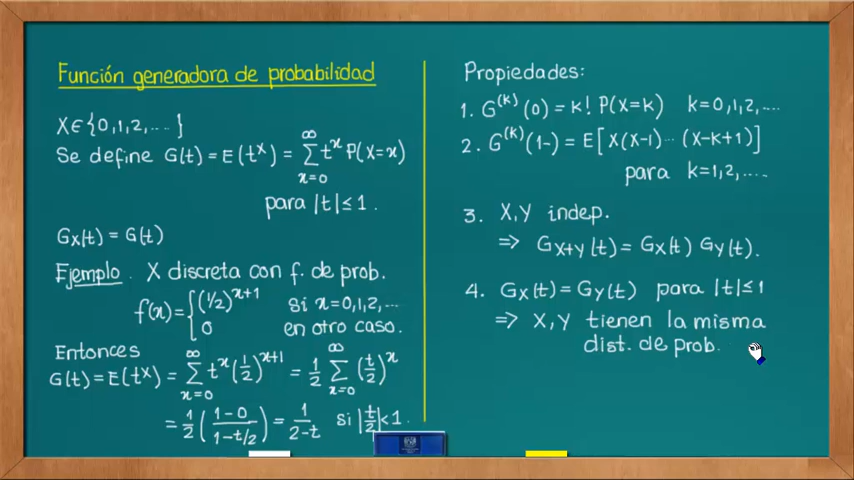 Función generadora de probabilidad
X∈{0,1,2,...}
Se define G(t)=E(t^X)=∑_{x=0}^{∞} t^x P(X=x)
para |t|≤1.
G_X(t)=G(t)
Ejemplo. X discreta con f. de prob.
f(x)={(1/2)^{x+1} si x=0,1,2,...
0 en otro caso.
Entonces
G(t)=E(t^X)=∑_{x=0}^{∞} t^x (1/2)^{x+1}=1/2 ∑_{x=0}^{∞} (t/2)^x
=1/2 ((1-0)/(1-t/2))=1/(2-t) si |t/2|<1.
Propiedades:
1. G^{(k)}(0)=k! P(X=k) k=0,1,2,....
2. G^{(k)}(1-)=E[X(X-1)...(X-k+1)]
para k=1,2,....
3. X,Y indep.
=> G_{X+Y}(t)=G_X(t) G_Y(t).
4. G_X(t)=G_Y(t) para |t|≤1
=> X,Y tienen la misma
dist. de prob.